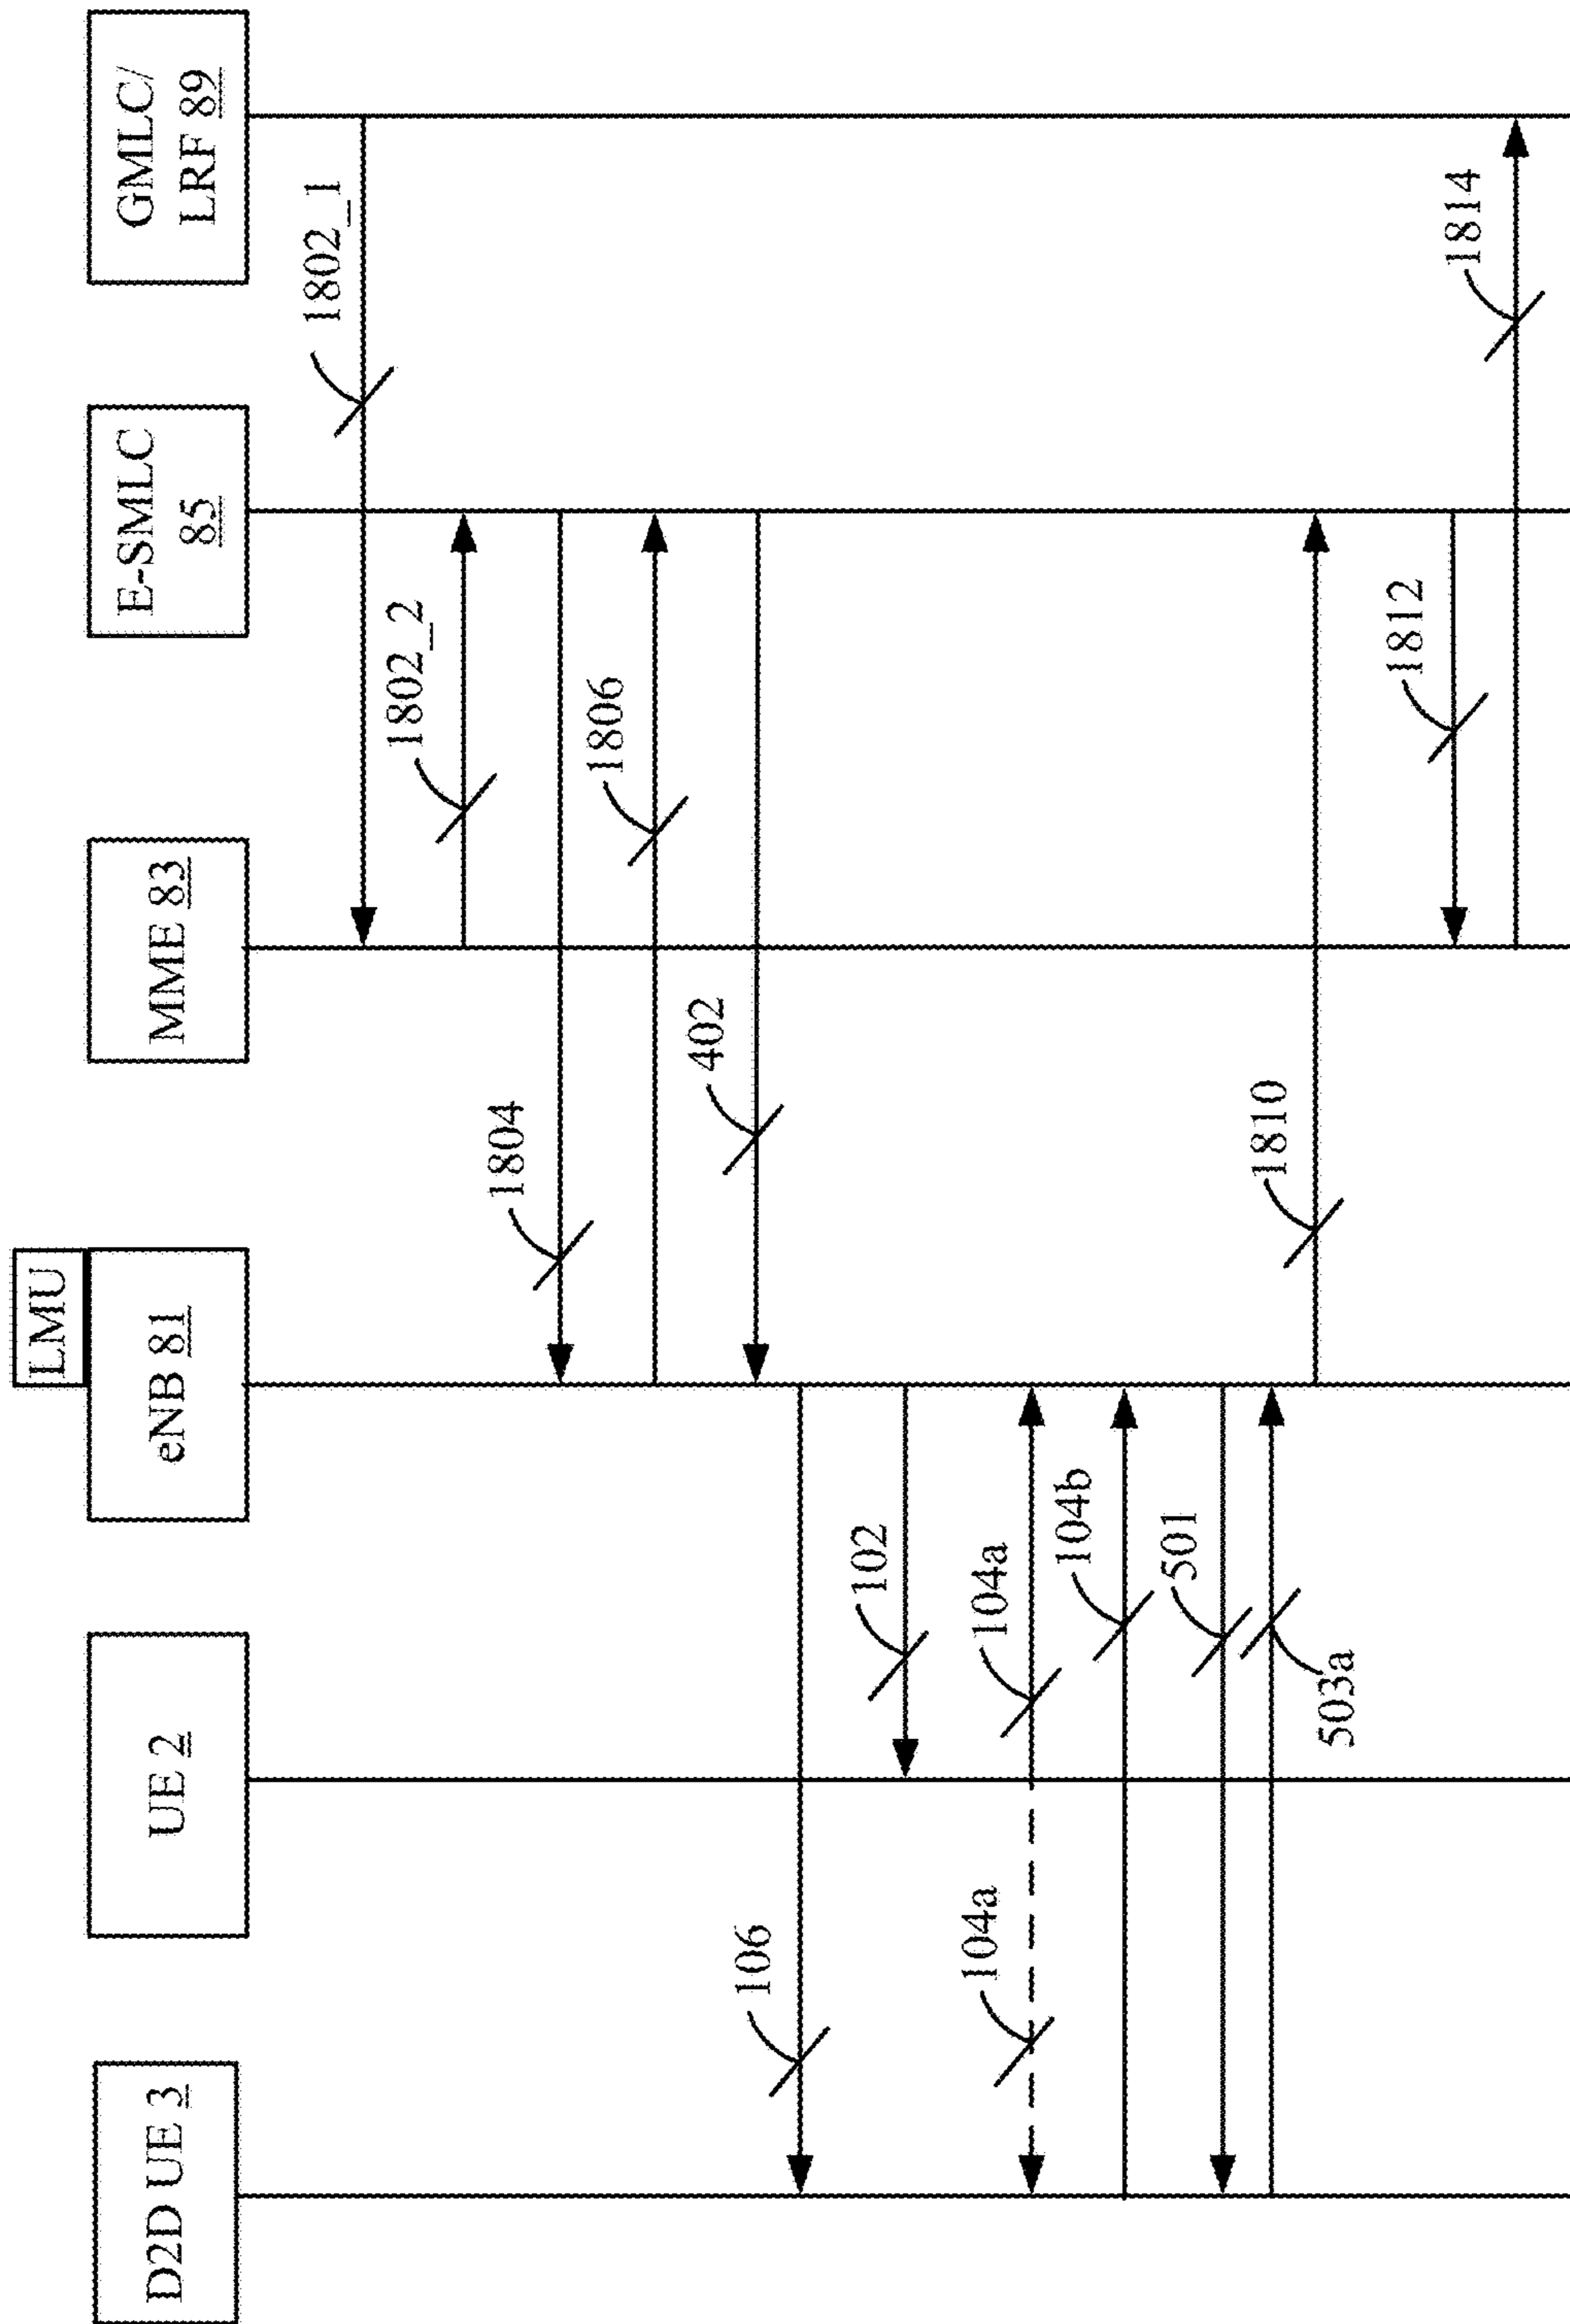 D2D UE 3
UE 2
LMU
eNB 81
MME 83
E-SMLC
85
GMLC/
LRF 89
1802_1
1802_2
1804
1806
402
106
102
104a
104a
104b
501
503a
1810
1812
1814